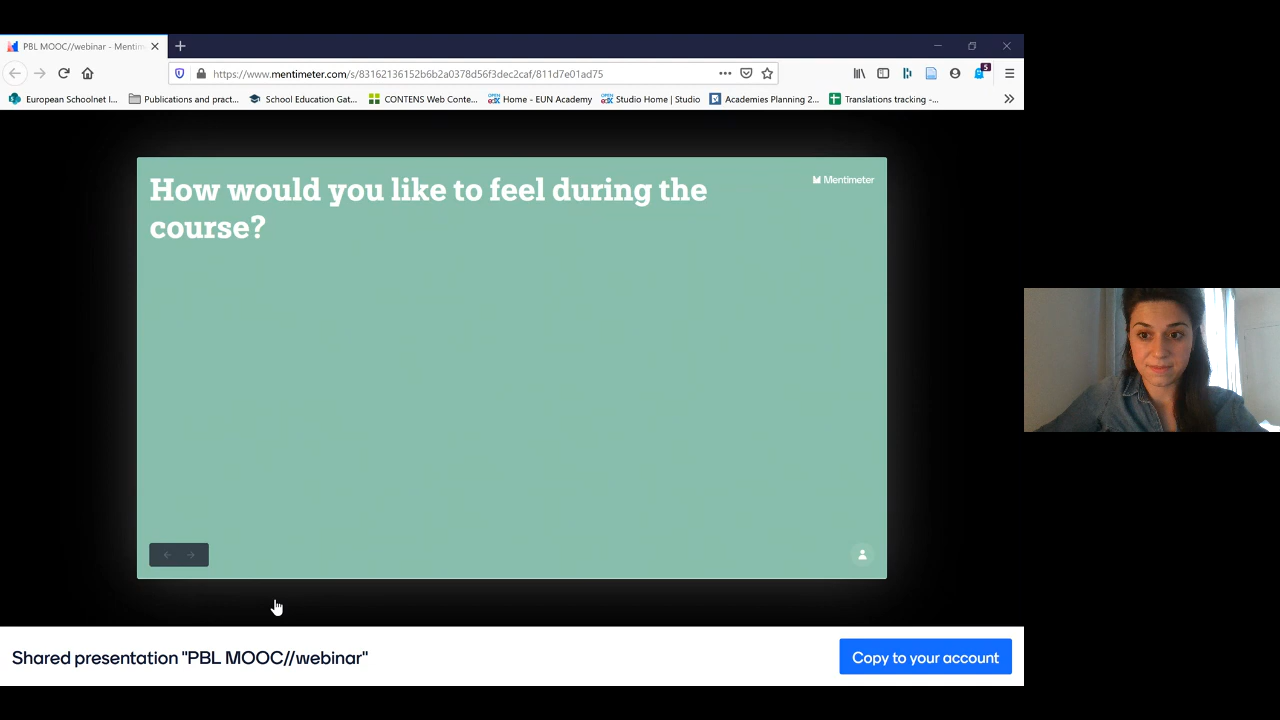 PBL MOOC//webinar - Mentim
https://www.mentimeter.com/s/83162136152b6b2a0378d56f3dec2caf/811d7e01ad75
5
European Schoolnet I...
Publications and pract...
School Education Gat...
CONTENS Web Conte...
Home - EUN Academy
Studio Home | Studio
Academies Planning 2...
Translations tracking -...
How would you like to feel during the
course?
Mentimeter
Shared presentation "PBL MOOC//webinar"
Copy to your account